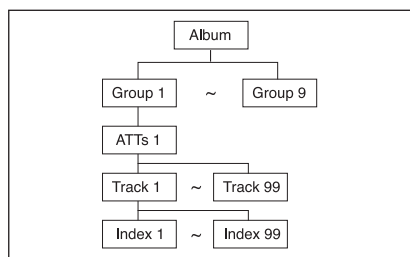 Album
Group 1 ~ Group 9
ATTs 1
Track 1 ~ Track 99
Index 1 ~ Index 99